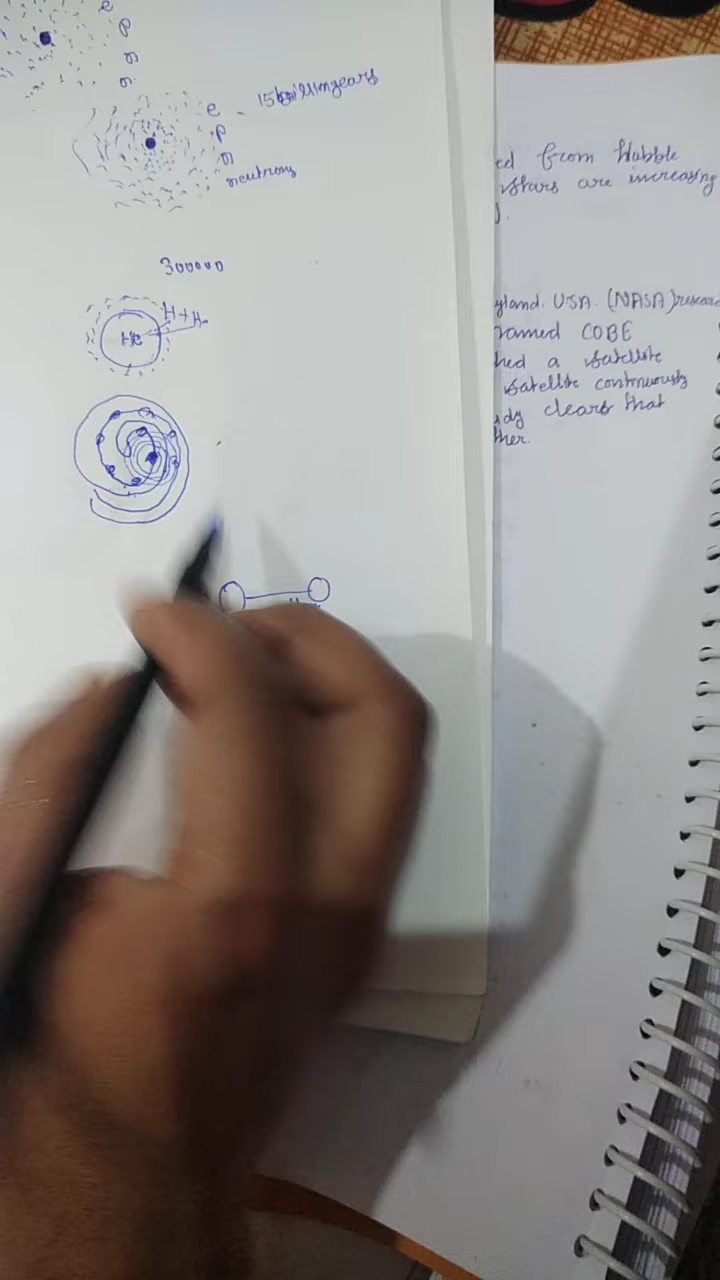 e
p
n
n
e - 15 billion years
p
n
neutrons
300000
H+H
He
ed from Hubble
stars are increasing
).
yland. USA. (NASA) resear
named COBE
hed a satellite
satellite continuously
udy clears that
ther.